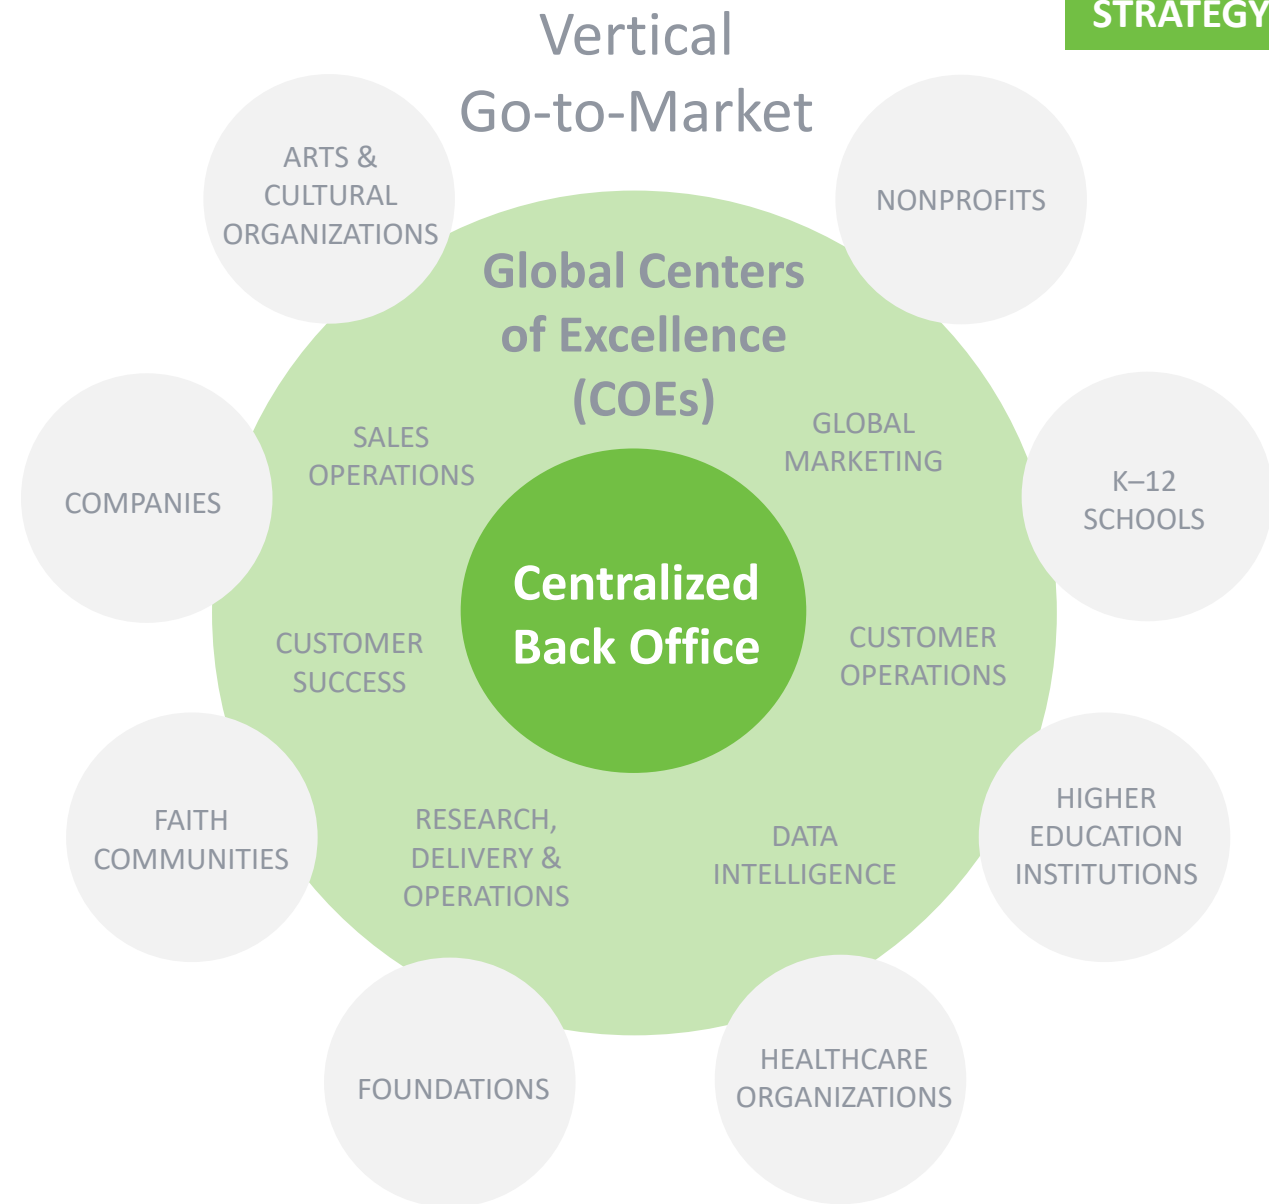 STRATEGY
Vertical
Go-to-Market
ARTS &
CULTURAL
ORGANIZATIONS
NONPROFITS
Global Centers
of Excellence
(COEs)
SALES
OPERATIONS
GLOBAL
MARKETING
COMPANIES
K–12
SCHOOLS
Centralized
Back Office
CUSTOMER
SUCCESS
CUSTOMER
OPERATIONS
FAITH
COMMUNITIES
RESEARCH,
DELIVERY &
OPERATIONS
DATA
INTELLIGENCE
HIGHER
EDUCATION
INSTITUTIONS
FOUNDATIONS
HEALTHCARE
ORGANIZATIONS